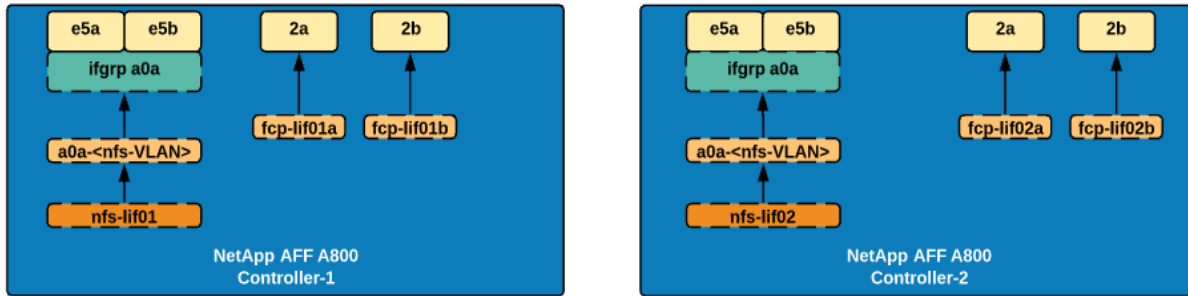 e5a e5b 2a 2b
ifgrp a0a
fcp-lif01a fcp-lif01b
a0a-<nfs-VLAN>
nfs-lif01
NetApp AFF A800
Controller-1
e5a e5b 2a 2b
ifgrp a0a
fcp-lif02a fcp-lif02b
a0a-<nfs-VLAN>
nfs-lif02
NetApp AFF A800
Controller-2